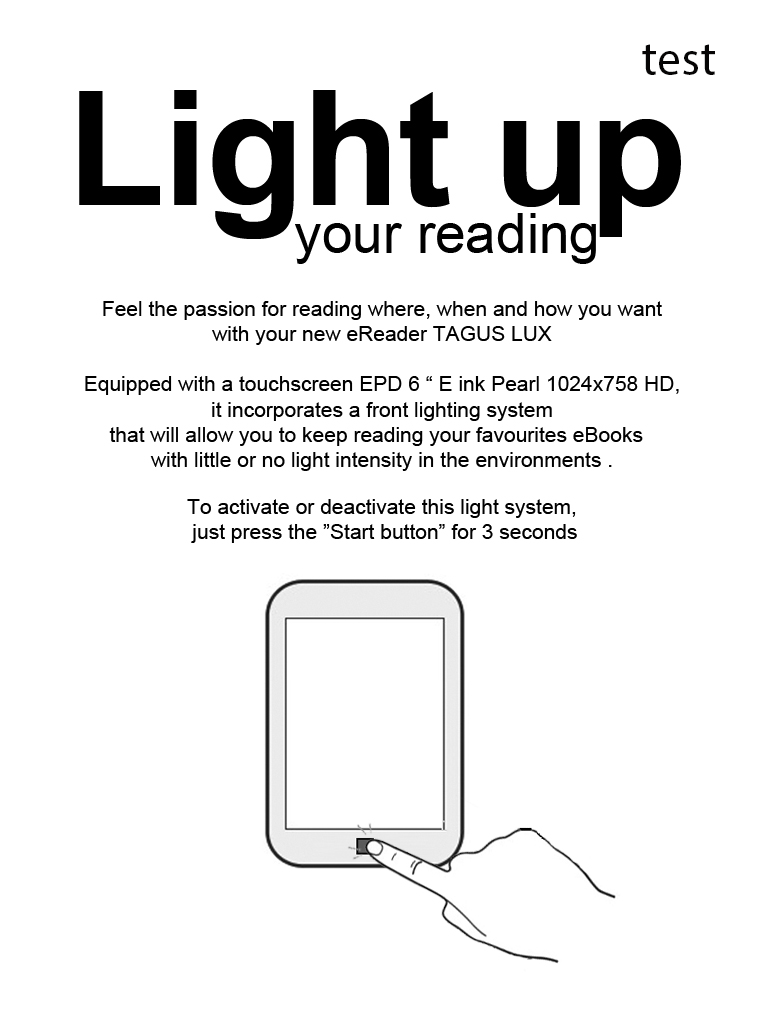 test
Light up
your reading
Feel the passion for reading where, when and how you want
with your new eReader TAGUS LUX
Equipped with a touchscreen EPD 6 “ E ink Pearl 1024x758 HD,
it incorporates a front lighting system
that will allow you to keep reading your favourites eBooks
with little or no light intensity in the environments .
To activate or deactivate this light system,
just press the ”Start button” for 3 seconds